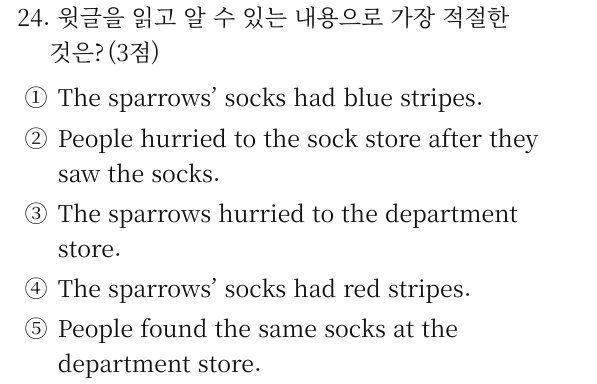 24. 윗글을 읽고 알 수 있는 내용으로 가장 적절한
것은? (3점)
① The sparrows’ socks had blue stripes.
② People hurried to the sock store after they
saw the socks.
③ The sparrows hurried to the department
store.
④ The sparrows’ socks had red stripes.
⑤ People found the same socks at the
department store.